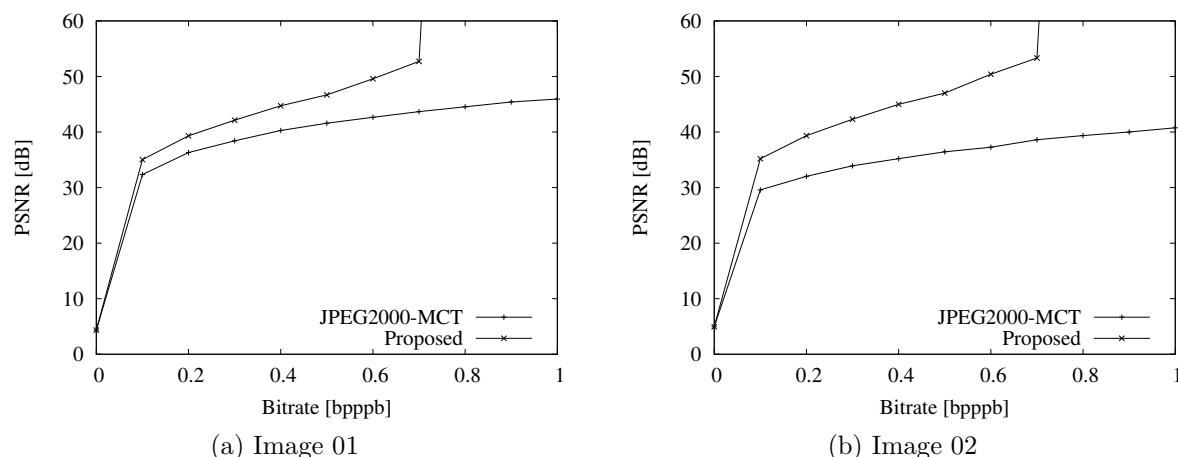 60
50
40
30
20
10
0
PSNR [dB]
JPEG2000-MCT
Proposed
0 0.2 0.4 0.6 0.8 1
Bitrate [bpppb]
(a) Image 01
60
50
40
30
20
10
0
PSNR [dB]
JPEG2000-MCT
Proposed
0 0.2 0.4 0.6 0.8 1
Bitrate [bpppb]
(b) Image 02